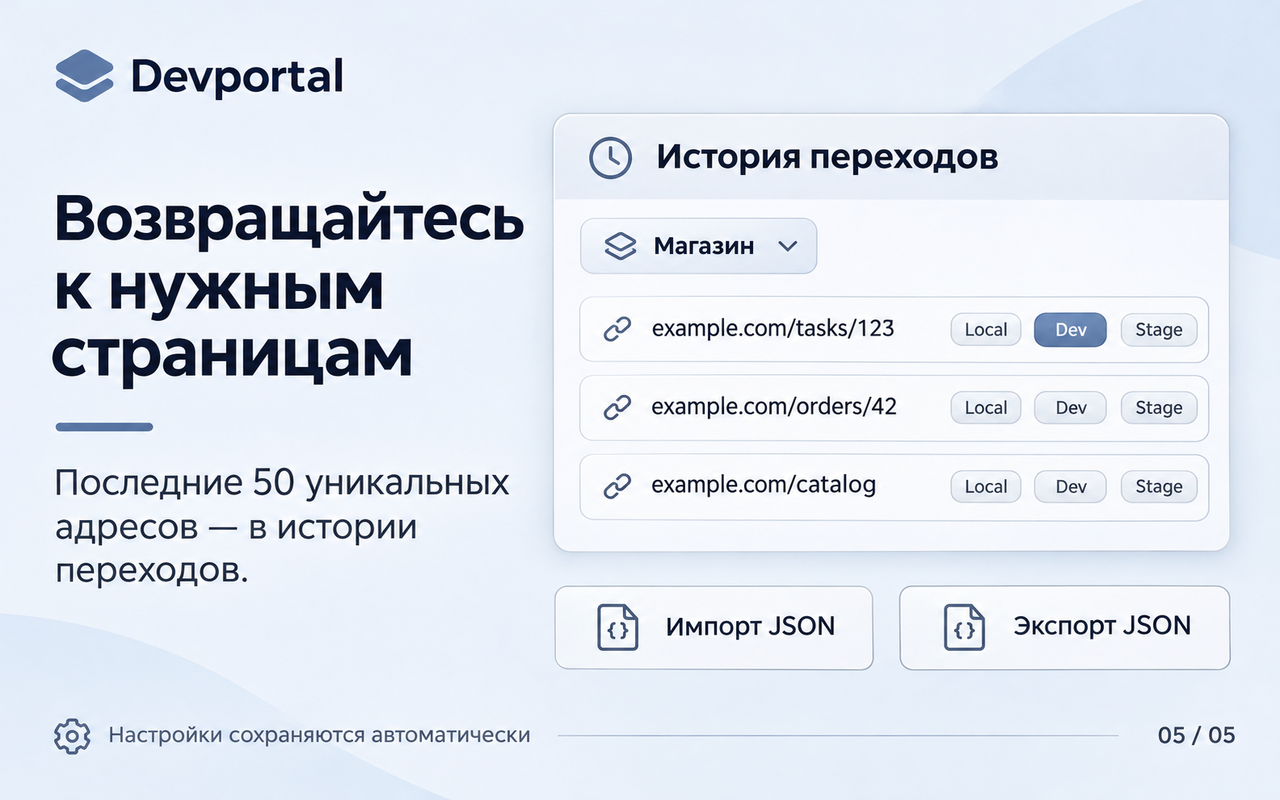 Devportal
Возвращайтесь
к нужным
страницам
Последние 50 уникальных
адресов — в истории
переходов.
История переходов
Магазин
example.com/tasks/123 Local Dev Stage
example.com/orders/42 Local Dev Stage
example.com/catalog Local Dev Stage
Импорт JSON Экспорт JSON
Настройки сохраняются автоматически 05 / 05